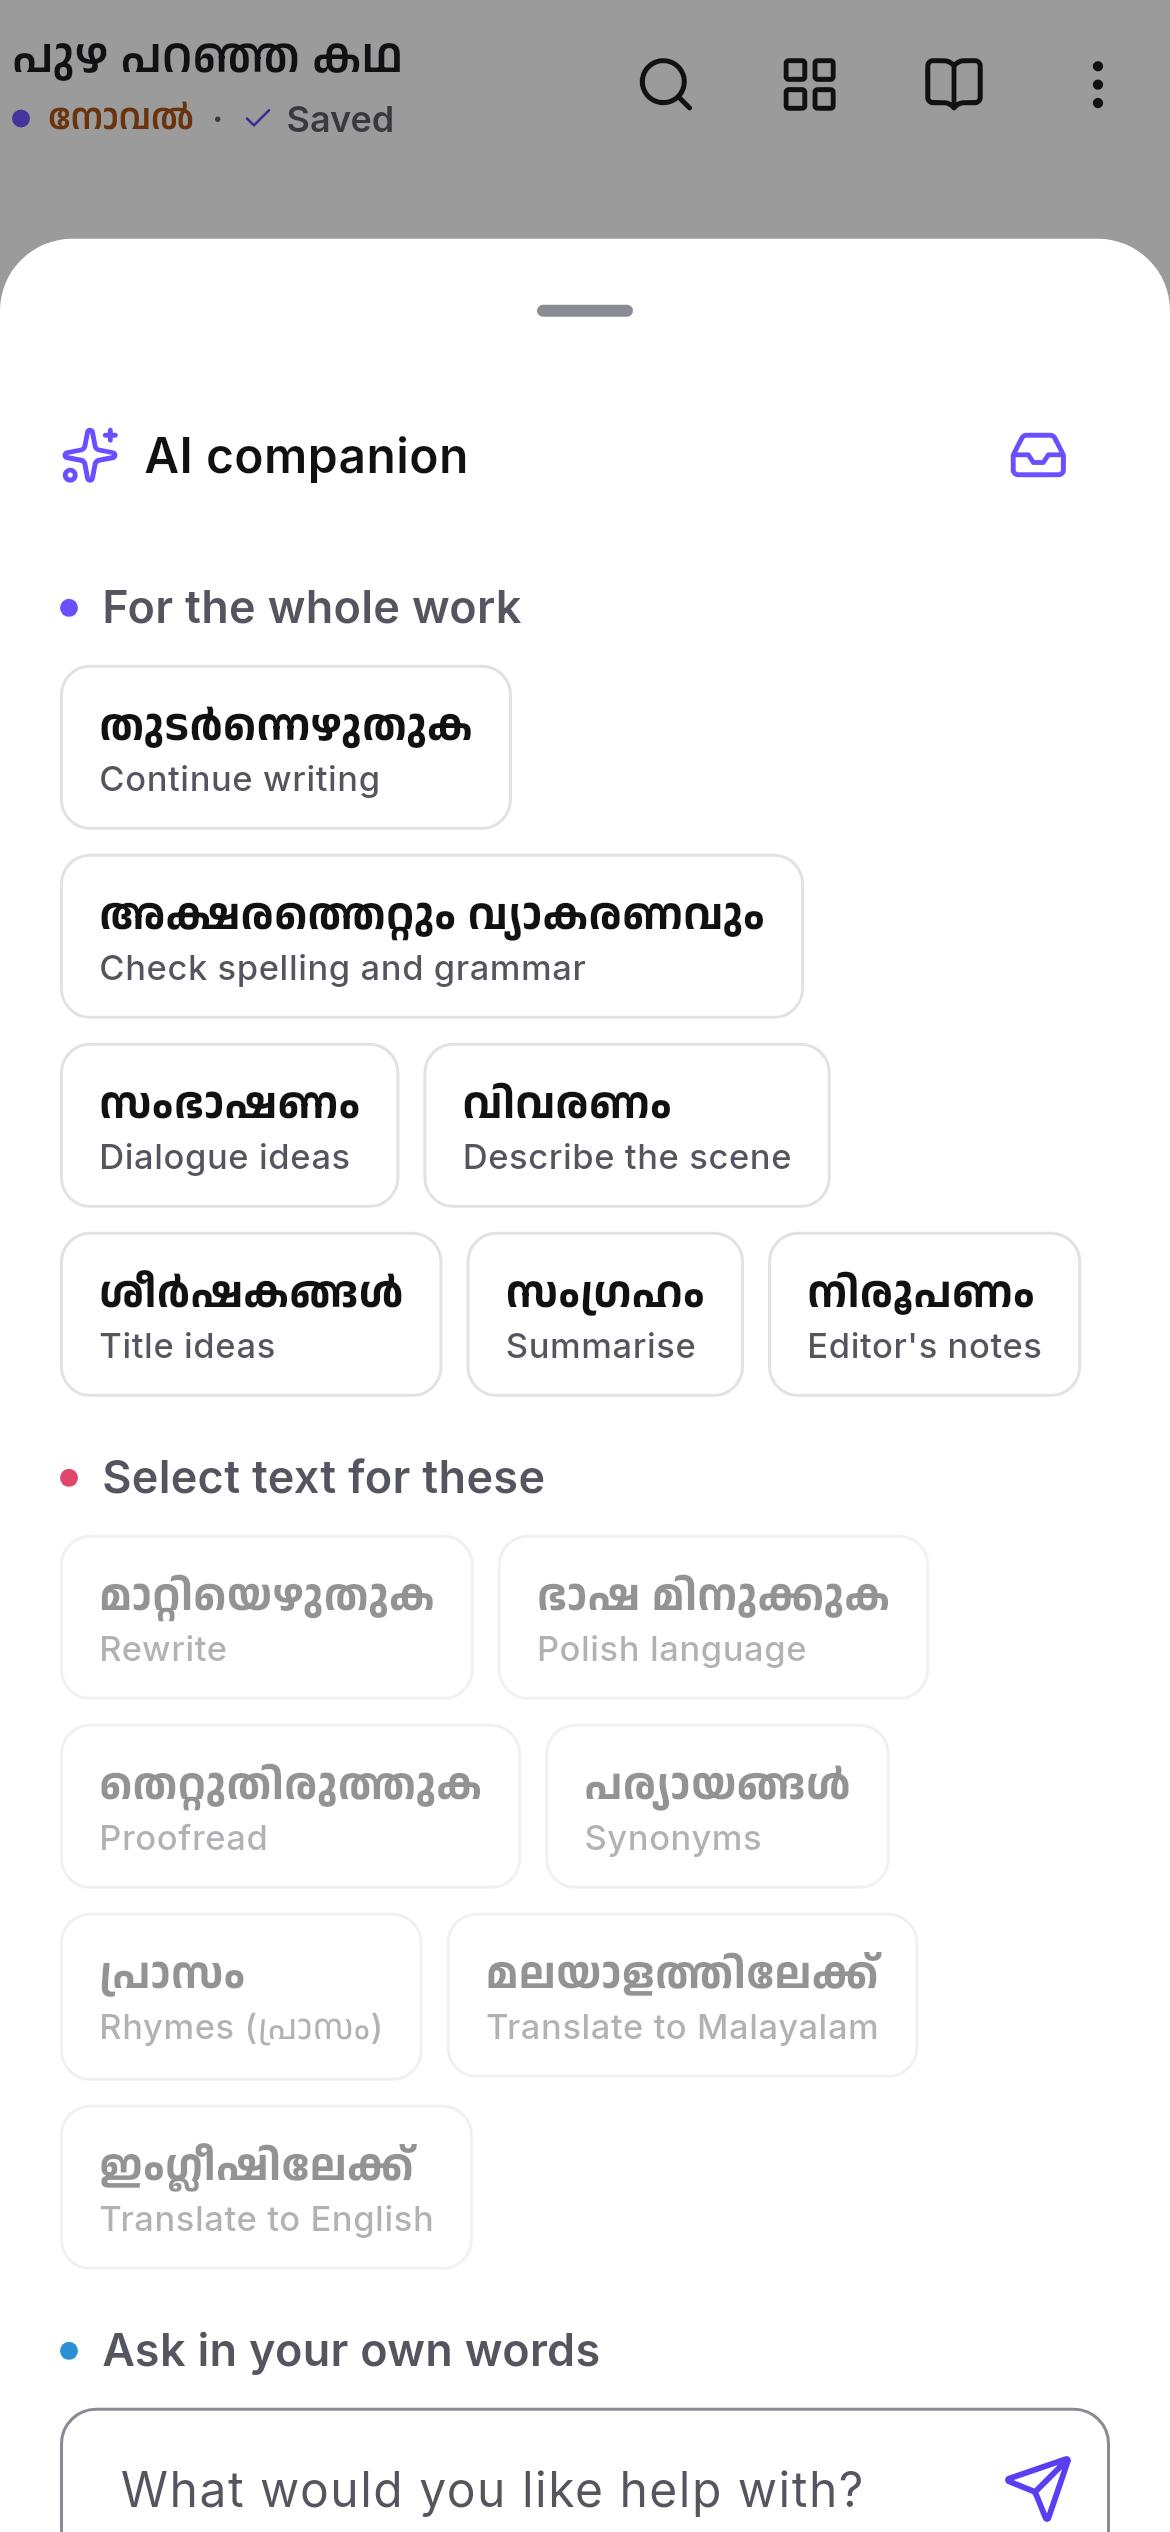 പുഴ പറഞ്ഞ കഥ
നോവൽ · Saved
AI companion
For the whole work
തുടർന്നെഴുതുക
Continue writing
അക്ഷരത്തെറ്റും വ്യാകരണവും
Check spelling and grammar
സംഭാഷണം
Dialogue ideas
വിവരണം
Describe the scene
ശീർഷകങ്ങൾ
Title ideas
സംഗ്രഹം
Summarise
നിരൂപണം
Editor's notes
Select text for these
മാറ്റിയെഴുതുക
Rewrite
ഭാഷ മിനുക്കുക
Polish language
തെറ്റുതിരുത്തുക
Proofread
പര്യായങ്ങൾ
Synonyms
പ്രാസം
Rhymes (പ്രാസം)
മലയാളത്തിലേക്ക്
Translate to Malayalam
ഇംഗ്ലീഷിലേക്ക്
Translate to English
Ask in your own words
What would you like help with?